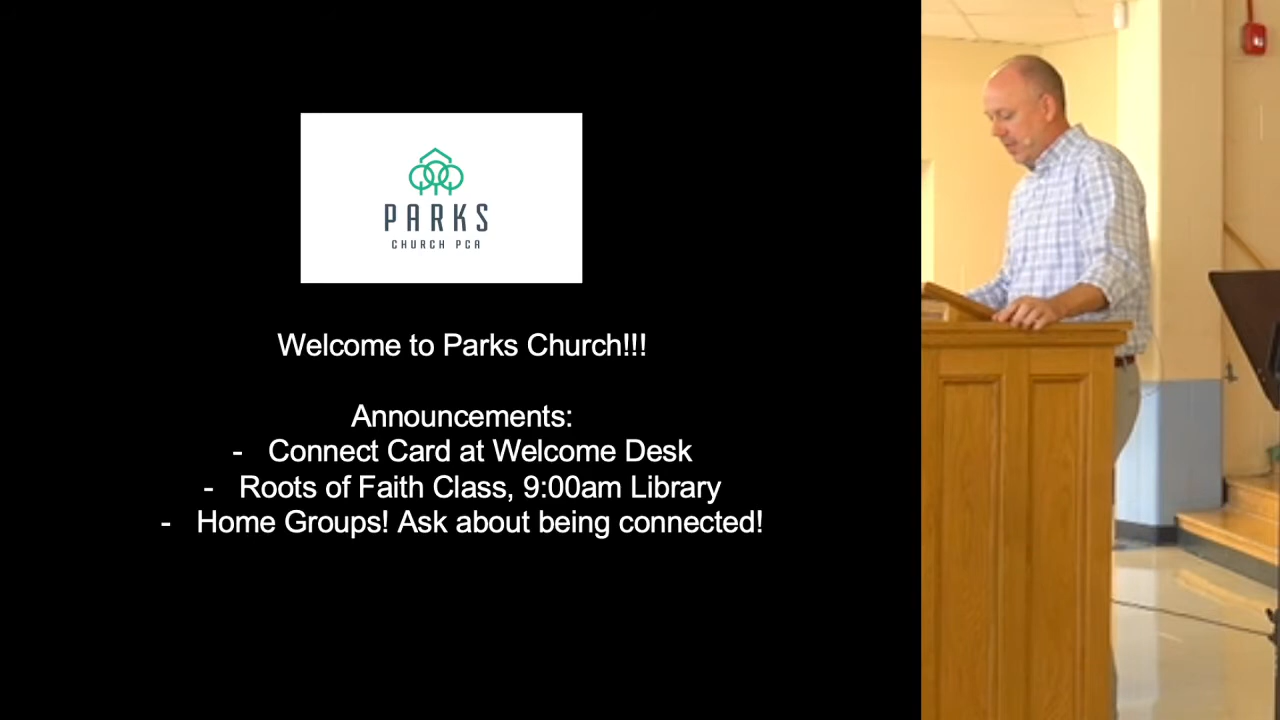 PARKS
CHURCH PCA
Welcome to Parks Church!!!
Announcements:
- Connect Card at Welcome Desk
- Roots of Faith Class, 9:00am Library
- Home Groups! Ask about being connected!